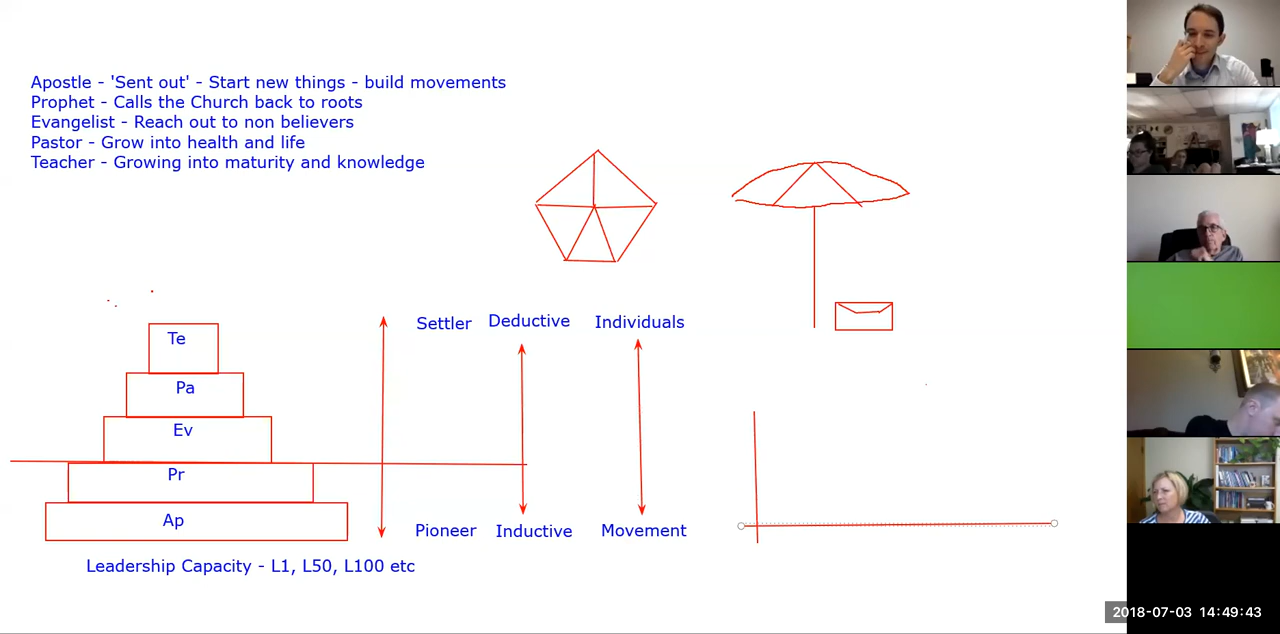 Apostle - 'Sent out' - Start new things - build movements
Prophet - Calls the Church back to roots
Evangelist - Reach out to non believers
Pastor - Grow into health and life
Teacher - Growing into maturity and knowledge
Te
Pa
Ev
Pr
Ap
Settler Deductive Individuals
Pioneer Inductive Movement
Leadership Capacity - L1, L50, L100 etc
2018-07-03 14:49:43